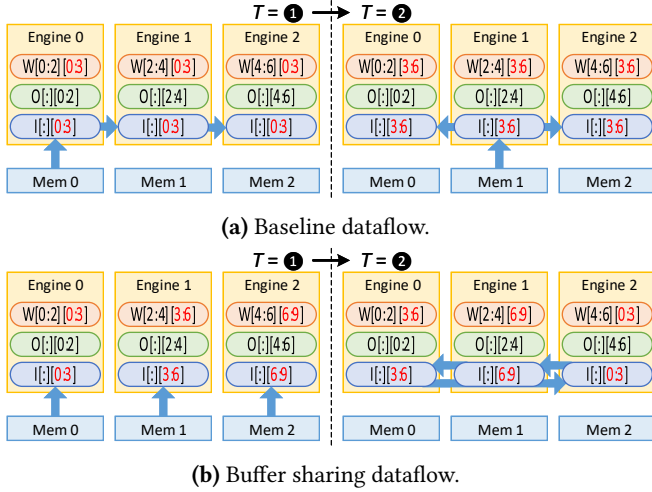 T = 1 → 2
Engine 0 Engine 1 Engine 2 Engine 0 Engine 1 Engine 2
W[0:2][0:3] W[2:4][0:3] W[4:6][0:3] W[0:2][3:6] W[2:4][3:6] W[4:6][3:6]
O[:][0:2] O[:][2:4] O[:][4:6] O[:][0:2] O[:][2:4] O[:][4:6]
I[:][0:3] I[:][0:3] I[:][0:3] I[:][3:6] I[:][3:6] I[:][3:6]
Mem 0 Mem 1 Mem 2 Mem 0 Mem 1 Mem 2
(a) Baseline dataflow.
T = 1 → 2
Engine 0 Engine 1 Engine 2 Engine 0 Engine 1 Engine 2
W[0:2][0:3] W[2:4][3:6] W[4:6][6:9] W[0:2][3:6] W[2:4][6:9] W[4:6][0:3]
O[:][0:2] O[:][2:4] O[:][4:6] O[:][0:2] O[:][2:4] O[:][4:6]
I[:][0:3] I[:][3:6] I[:][6:9] I[:][3:6] I[:][6:9] I[:][0:3]
Mem 0 Mem 1 Mem 2 Mem 0 Mem 1 Mem 2
(b) Buffer sharing dataflow.